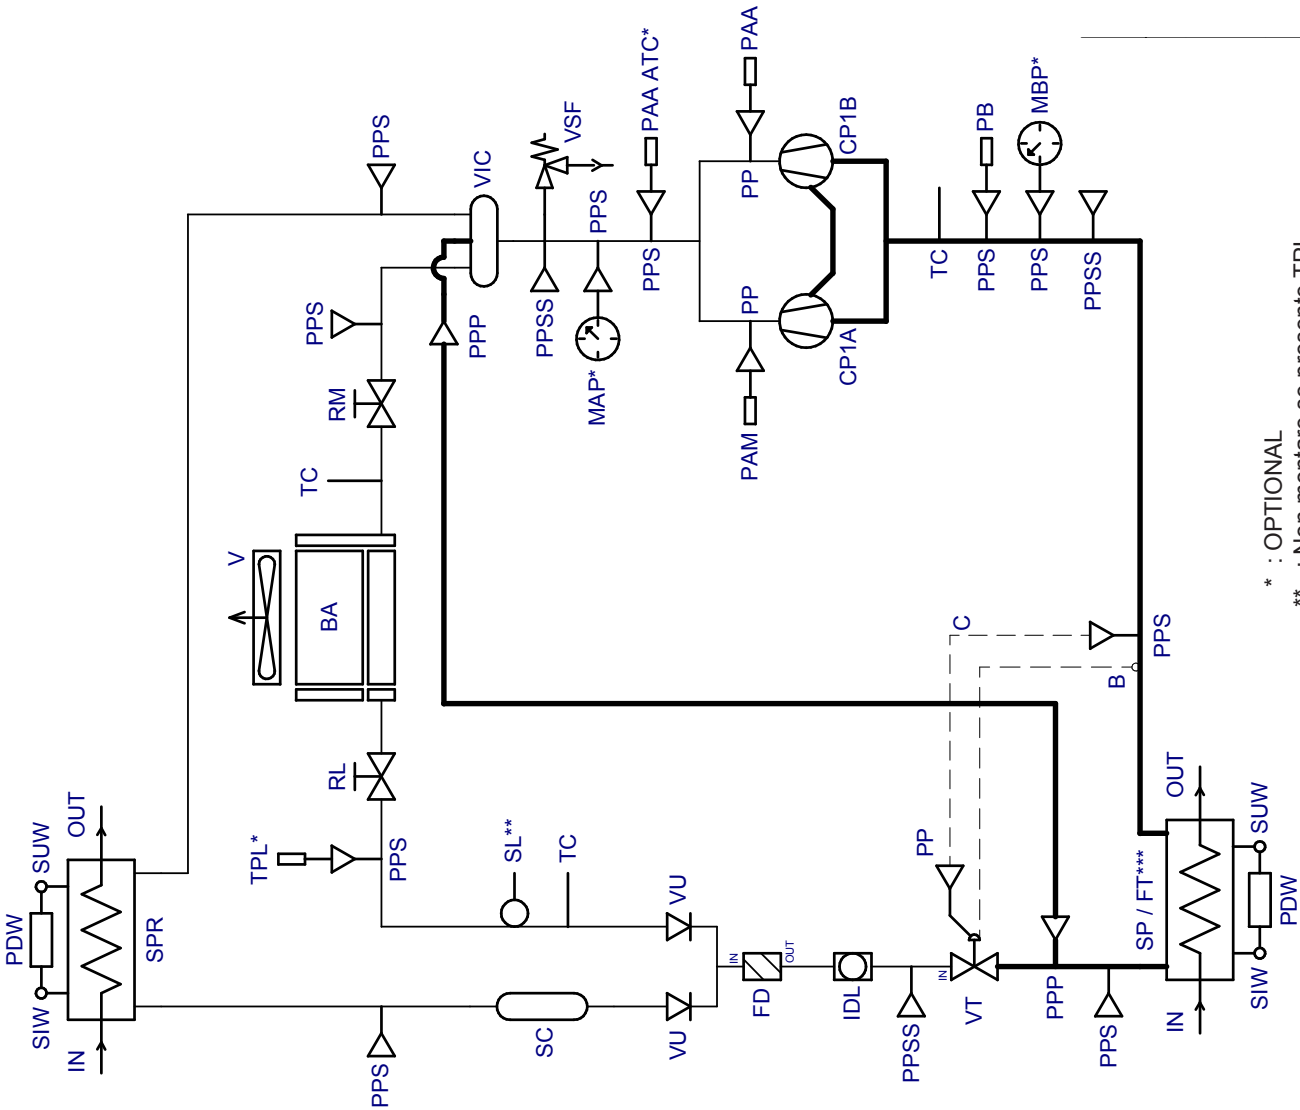 PDW
SIW
SUW
IN
OUT
SPR
PPS
V
BA
TC
RM
PPS
RL
TPL*
PPS
SL**
TC
VU
VU
SC
PPS
PPP
VIC
VSF
PPSS
PPS
MAP*
PAA ATC*
PPS
PAA
PP
PP
PAM
CP1A
CP1B
TC
PB
PPS
MBP*
PPS
PPSS
IN
OUT
FD
IDL
PPSS
IN
VT
PP
C
B
PPS
PPP
PPS
SP / FT***
IN
OUT
SIW
SUW
PDW
* : OPTIONAL